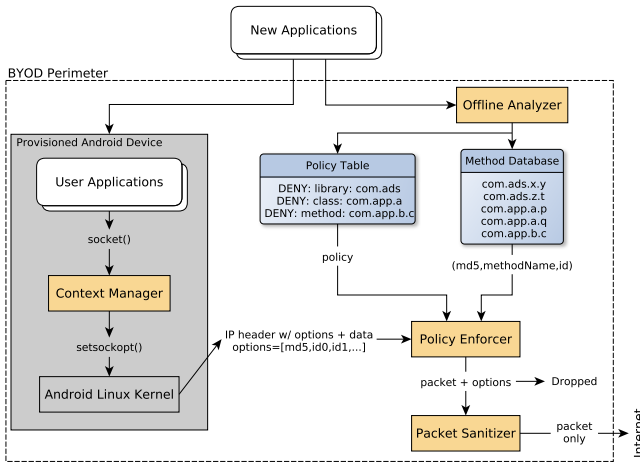 New Applications
BYOD Perimeter
Offline Analyzer
Provisioned Android Device
User Applications
socket()
Context Manager
setsockopt()
Android Linux Kernel
Policy Table
DENY: library: com.ads
DENY: class: com.app.a
DENY: method: com.app.b.c
Method Database
com.ads.x.y
com.ads.z.t
com.app.a.p
com.app.a.q
com.app.b.c
policy
(md5,methodName,id)
IP header w/ options + data
options=[md5,id0,id1,...]
Policy Enforcer
packet + options
Dropped
Packet Sanitizer
packet
only
Internet